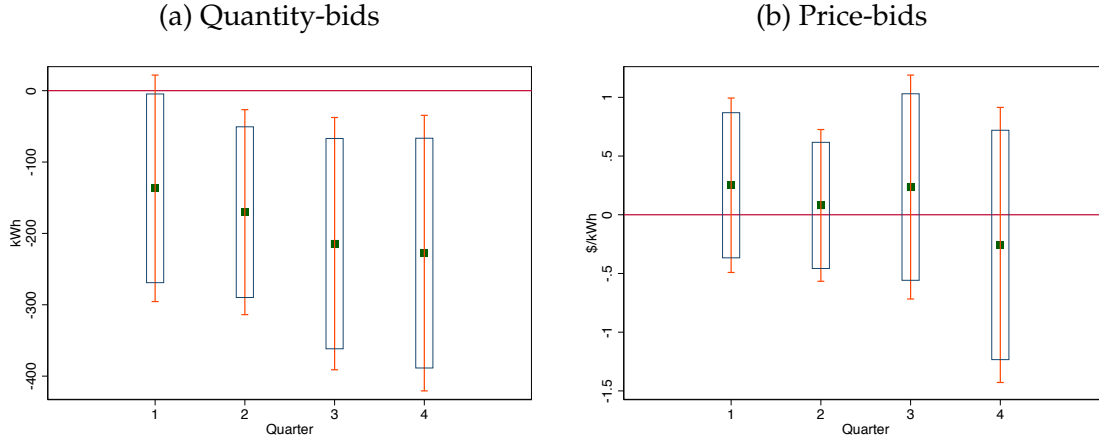 (a) Quantity-bids
kWh
0
-100
-200
-300
-400
1 2 3 4
Quarter
(b) Price-bids
$/kWh
1
.5
0
-.5
-1
-1.5
1 2 3 4
Quarter